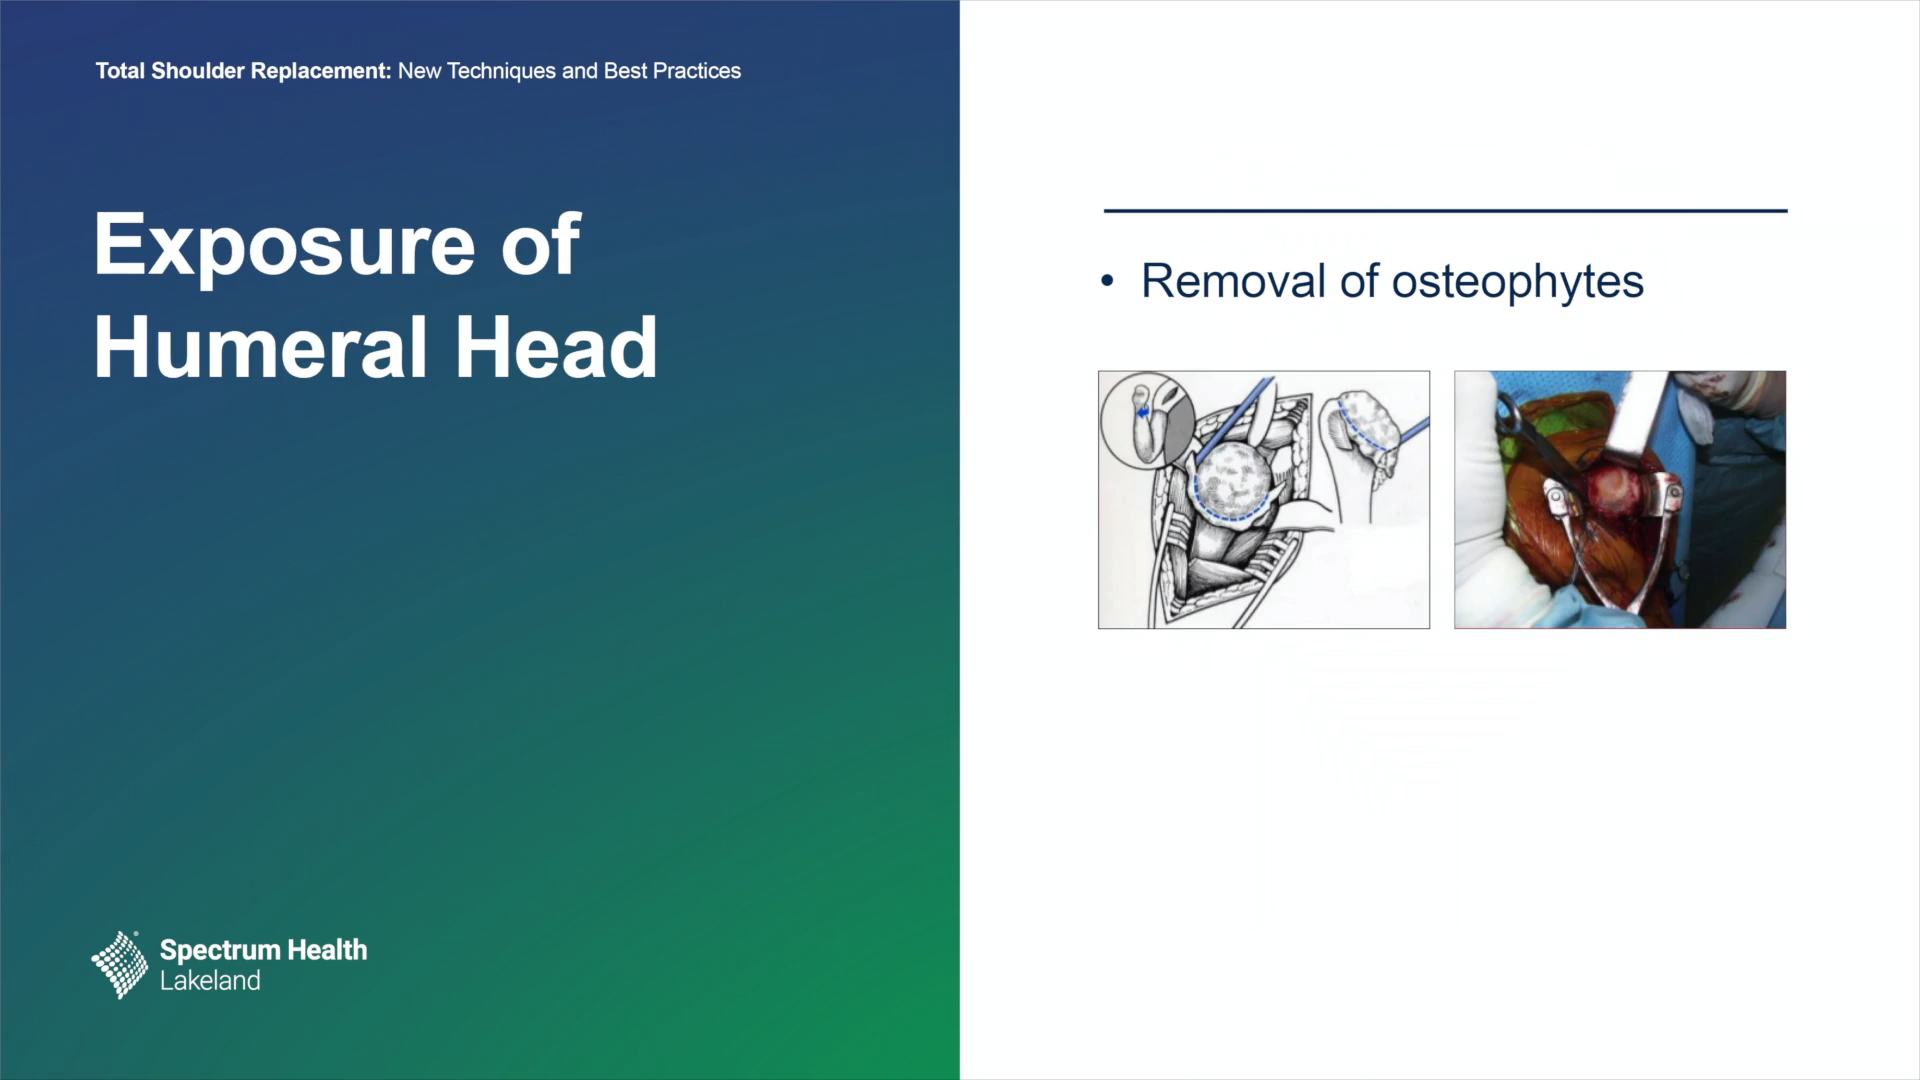 Total Shoulder Replacement: New Techniques and Best Practices
Exposure of
Humeral Head
• Removal of osteophytes
Spectrum Health
Lakeland